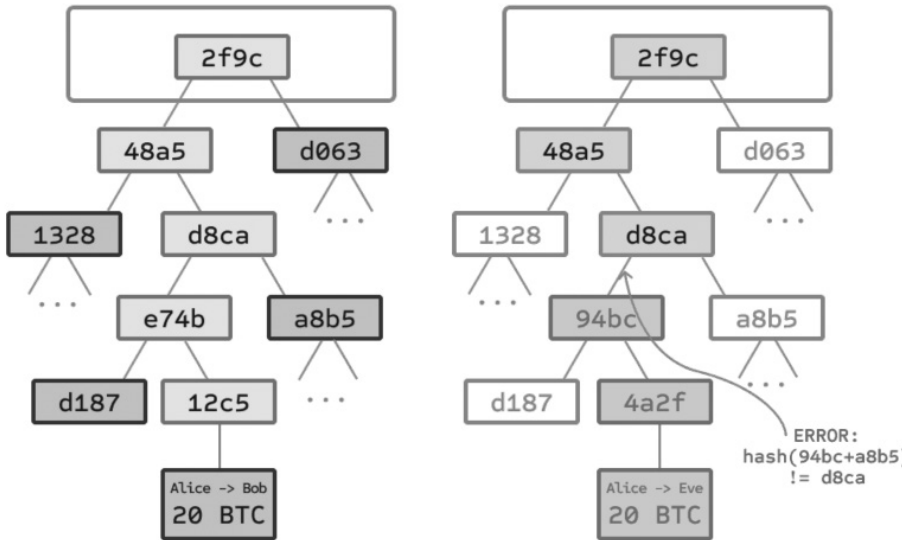 2f9c
48a5
d063
...
1328
...
d8ca
e74b
a8b5
...
d187
12c5
Alice -> Bob
20 BTC
2f9c
48a5
d063
...
1328
...
d8ca
94bc
a8b5
...
d187
4a2f
Alice -> Eve
20 BTC
ERROR:
hash(94bc+a8b5)
!= d8ca